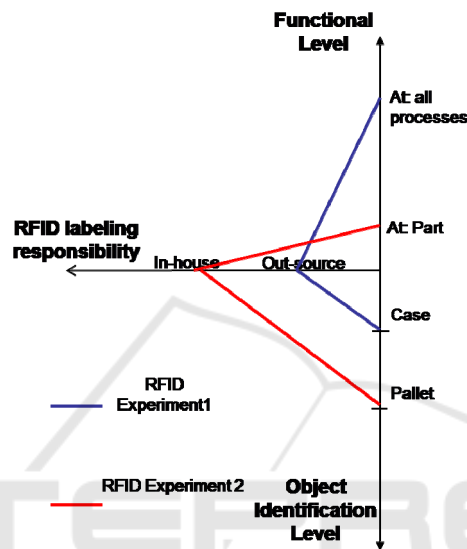 Functional
Level
At: all
processes
RFID labeling
responsibility
At: Part
In-house
Out-source
Case
RFID
Experiment1
Pallet
RFID Experiment 2
Object
Identification
Level